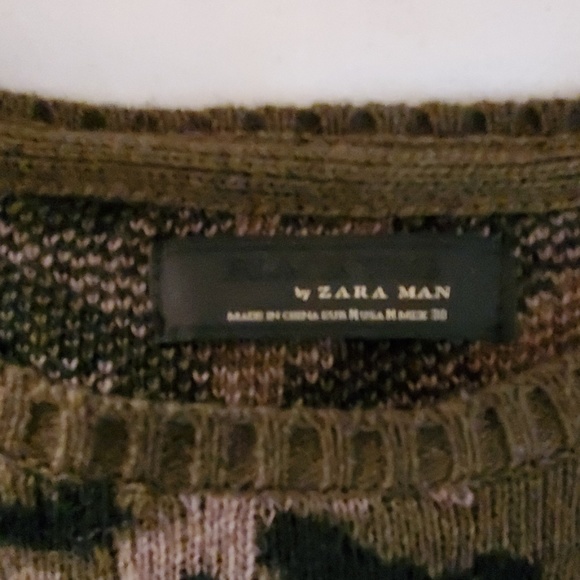 by ZARA MAN
MADE IN CHINA EUR M USA M MEX 38